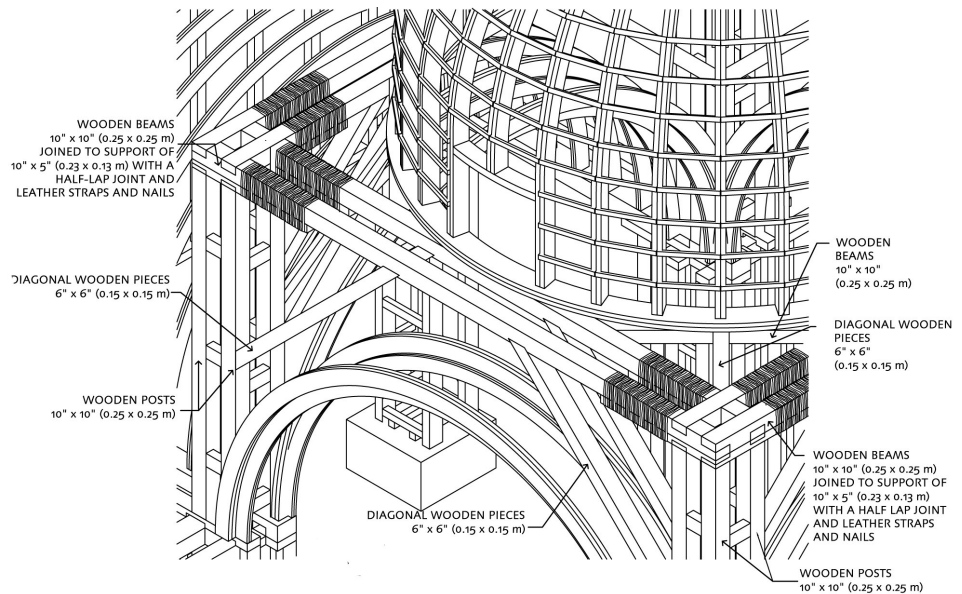 WOODEN BEAMS
10" x 10" (0.25 x 0.25 m)
JOINED TO SUPPORT OF
10" x 5" (0.23 x 0.13 m) WITH A
HALF-LAP JOINT AND
LEATHER STRAPS AND NAILS
DIAGONAL WOODEN PIECES
6" x 6" (0.15 x 0.15 m)
WOODEN POSTS
10" x 10" (0.25 x 0.25 m)
DIAGONAL WOODEN PIECES
6" x 6" (0.15 x 0.15 m)
WOODEN
BEAMS
10" x 10"
(0.25 x 0.25 m)
DIAGONAL WOODEN
PIECES
6" x 6"
(0.15 x 0.15 m)
WOODEN BEAMS
10" x 10" (0.25 x 0.25 m)
JOINED TO SUPPORT OF
10" x 5" (0.23 x 0.13 m)
WITH A HALF LAP JOINT
AND LEATHER STRAPS
AND NAILS
WOODEN POSTS
10" x 10" (0.25 x 0.25 m)